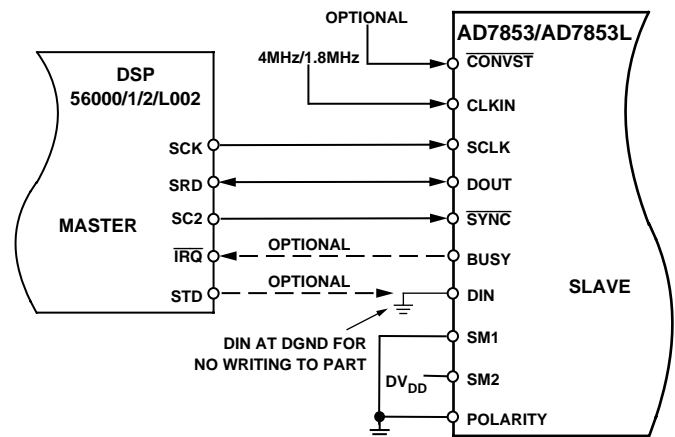 OPTIONAL
AD7853/AD7853L
4MHz/1.8MHz
CONVST
DSP
56000/1/2/L002
CLKIN
SCK
SCLK
SRD
DOUT
SC2
SYNC
MASTER
IRQ
OPTIONAL
BUSY
SLAVE
STD
OPTIONAL
DIN
DIN AT DGND FOR
NO WRITING TO PART
SM1
DVDD
SM2
POLARITY